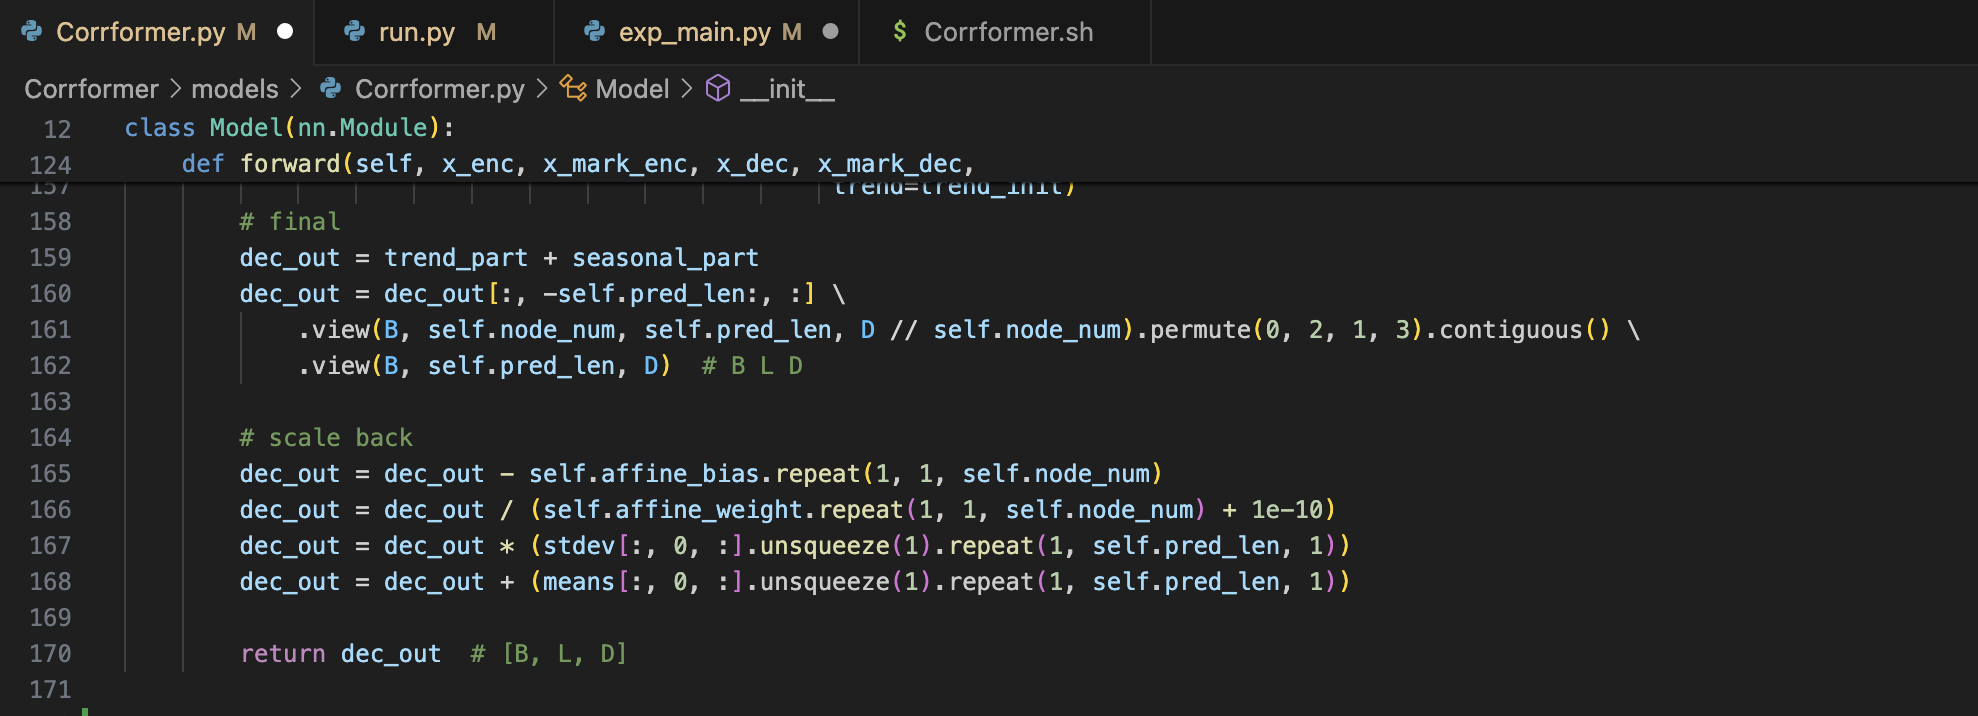 Corrformer.py M
run.py M
exp_main.py M
$ Corrformer.sh
Corrformer > models > Corrformer.py > Model > __init__
12 class Model(nn.Module):
124 def forward(self, x_enc, x_mark_enc, x_dec, x_mark_dec,
157 trend=trend_init)
158 # final
159 dec_out = trend_part + seasonal_part
160 dec_out = dec_out[:, -self.pred_len:, :] \
161 .view(B, self.node_num, self.pred_len, D // self.node_num).permute(0, 2, 1, 3).contiguous() \
162 .view(B, self.pred_len, D)  # B L D
163
164 # scale back
165 dec_out = dec_out - self.affine_bias.repeat(1, 1, self.node_num)
166 dec_out = dec_out / (self.affine_weight.repeat(1, 1, self.node_num) + 1e-10)
167 dec_out = dec_out * (stdev[:, 0, :].unsqueeze(1).repeat(1, self.pred_len, 1))
168 dec_out = dec_out + (means[:, 0, :].unsqueeze(1).repeat(1, self.pred_len, 1))
169
170 return dec_out  # [B, L, D]
171